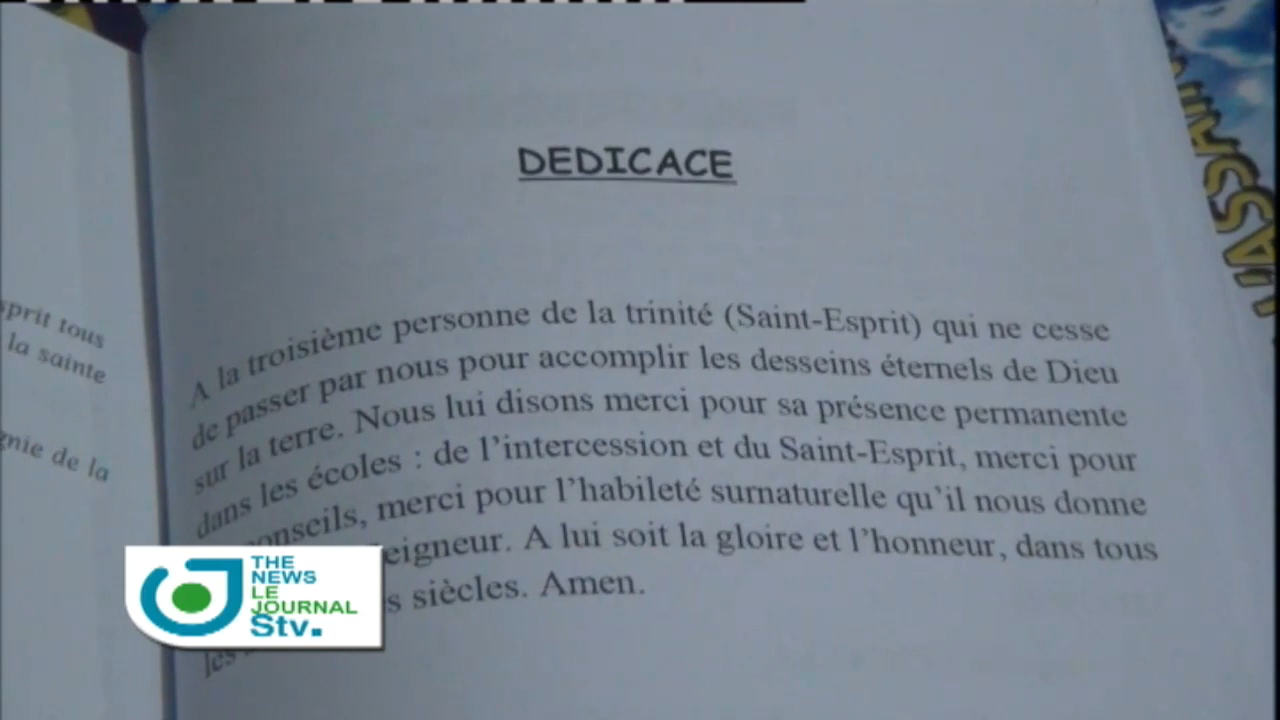 sprit tous
la sainte
gnie de la
DEDICACE
A la troisième personne de la trinité (Saint-Esprit) qui ne cesse
de passer par nous pour accomplir les desseins éternels de Dieu
sur la terre. Nous lui disons merci pour sa présence permanente
dans les écoles : de l'intercession et du Saint-Esprit, merci pour
onseils, merci pour l'habileté surnaturelle qu'il nous donne
eigneur. A lui soit la gloire et l'honneur, dans tous
les s siècles. Amen.
L'ASSAI
THE
NEWS
LE
JOURNAL
Stv.